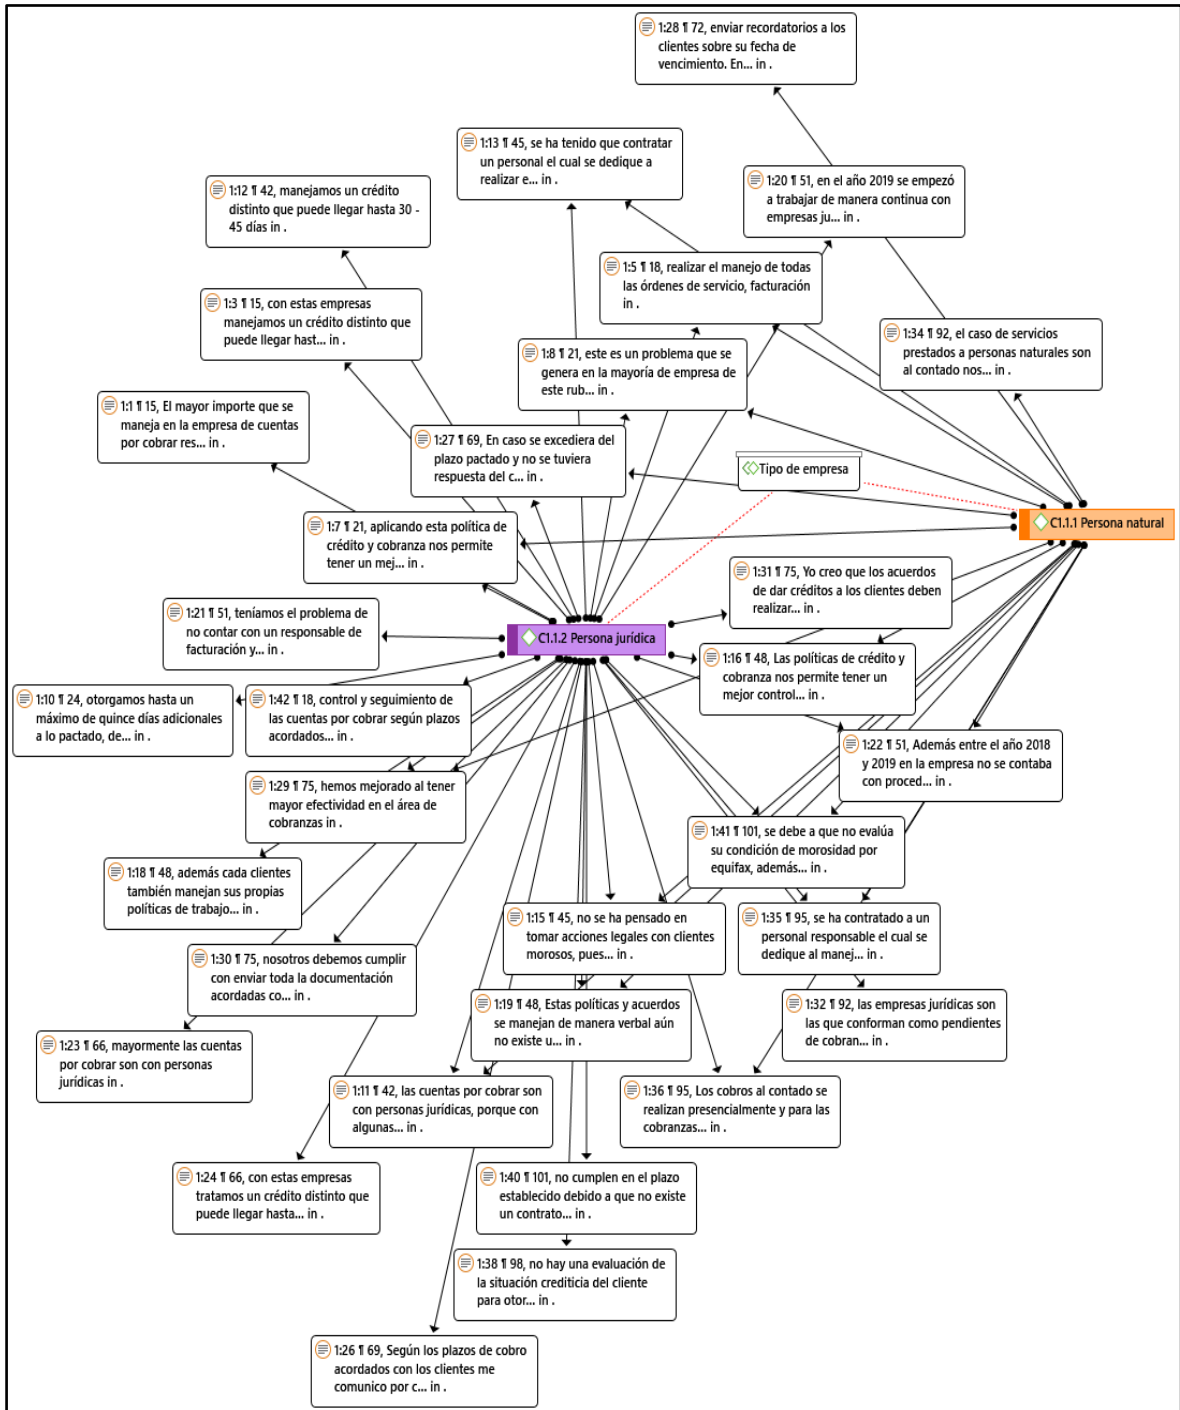 1:28 ¶ 72, enviar recordatorios a los
clientes sobre su fecha de
vencimiento. En... in .
1:13 ¶ 45, se ha tenido que contratar
un personal el cual se dedique a
realizar e... in .
1:20 ¶ 51, en el año 2019 se empezó
a trabajar de manera continua con
empresas ju... in .
1:12 ¶ 42, manejamos un crédito
distinto que puede llegar hasta 30 -
45 días in .
1:5 ¶ 18, realizar el manejo de todas
las órdenes de servicio, facturación
in .
1:3 ¶ 15, con estas empresas
manejamos un crédito distinto que
puede llegar hast... in .
1:34 ¶ 92, el caso de servicios
prestados a personas naturales son
al contado nos... in .
1:8 ¶ 21, este es un problema que se
genera en la mayoría de empresa de
este rub... in .
1:1 ¶ 15, El mayor importe que se
maneja en la empresa de cuentas
por cobrar res... in .
1:27 ¶ 69, En caso se excediera del
plazo pactado y no se tuviera
respuesta del c... in .
Tipo de empresa
C1.1.1 Persona natural
1:7 ¶ 21, aplicando esta política de
crédito y cobranza nos permite
tener un mej... in .
1:31 ¶ 75, Yo creo que los acuerdos
de dar créditos a los clientes deben
realizar... in .
1:21 ¶ 51, teníamos el problema de
no contar con un responsable de
facturación y... in .
C1.1.2 Persona jurídica
1:16 ¶ 48, Las políticas de crédito y
cobranza nos permite tener un
mejor control... in .
1:10 ¶ 24, otorgamos hasta un
máximo de quince días adicionales
a lo pactado, de... in .
1:42 ¶ 18, control y seguimiento de
las cuentas por cobrar según plazos
acordados... in .
1:22 ¶ 51, Además entre el año 2018
y 2019 en la empresa no se contaba
con proced... in .
1:29 ¶ 75, hemos mejorado al tener
mayor efectividad en el área de
cobranzas in .
1:41 ¶ 101, se debe a que no evalúa
su condición de morosidad por
equifax, además... in .
1:18 ¶ 48, además cada clientes
también manejan sus propias
políticas de trabajo... in .
1:15 ¶ 45, no se ha pensado en
tomar acciones legales con clientes
morosos, pues... in .
1:35 ¶ 95, se ha contratado a un
personal responsable el cual se
dedique al manej... in .
1:30 ¶ 75, nosotros debemos cumplir
con enviar toda la documentación
acordadas co... in .
1:19 ¶ 48, Estas políticas y acuerdos
se manejan de manera verbal aún
no existe u... in .
1:32 ¶ 92, las empresas jurídicas son
las que conforman como pendientes
de cobran... in .
1:23 ¶ 66, mayormente las cuentas
por cobrar son con personas
jurídicas in .
1:11 ¶ 42, las cuentas por cobrar son
con personas jurídicas, porque con
algunas... in .
1:36 ¶ 95, Los cobros al contado se
realizan presencialmente y para las
cobranzas... in .
1:24 ¶ 66, con estas empresas
tratamos un crédito distinto que
puede llegar hasta... in .
1:40 ¶ 101, no cumplen en el plazo
establecido debido a que no existe
un contrato... in .
1:38 ¶ 98, no hay una evaluación de
la situación crediticia del cliente
para otor... in .
1:26 ¶ 69, Según los plazos de cobro
acordados con los clientes me
comunico por c... in .